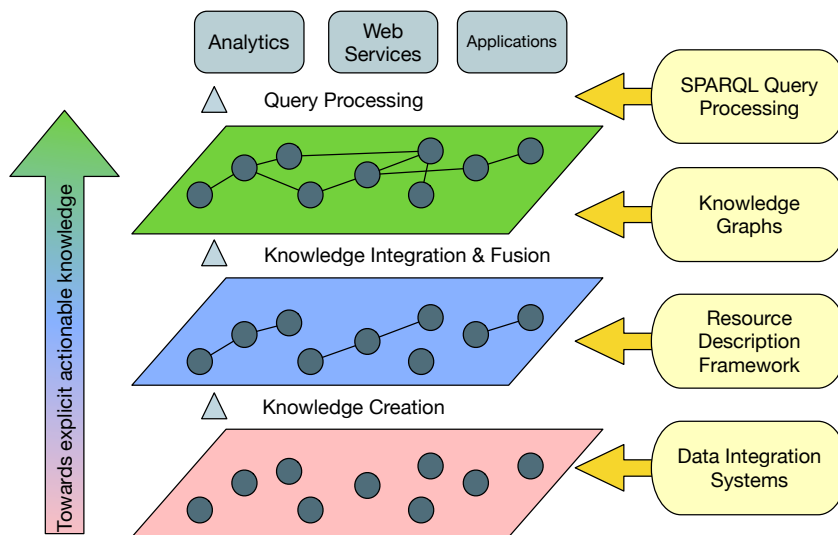 Analytics
Web
Services
Applications
Query Processing
SPARQL Query
Processing
Knowledge
Graphs
Knowledge Integration & Fusion
Resource
Description
Framework
Knowledge Creation
Data Integration
Systems
Towards explicit actionable knowledge